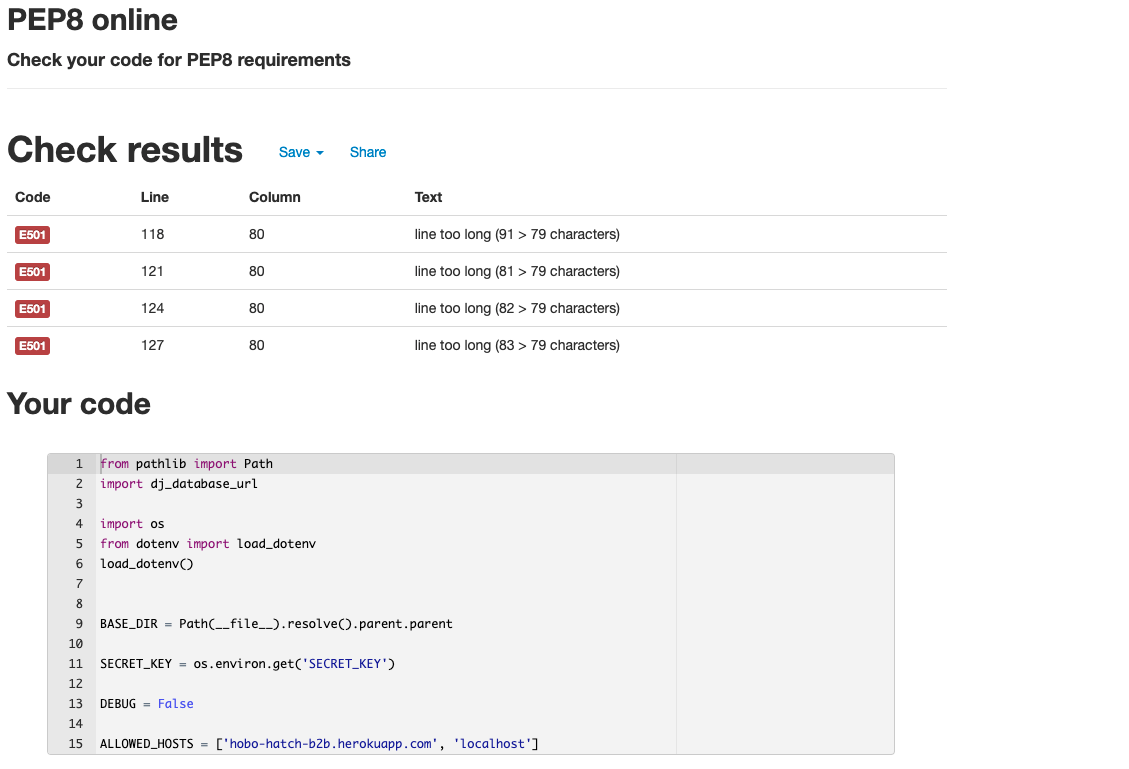 PEP8 online
Check your code for PEP8 requirements
Check results Save Share
Code Line Column Text
E501 118 80 line too long (91 > 79 characters)
E501 121 80 line too long (81 > 79 characters)
E501 124 80 line too long (82 > 79 characters)
E501 127 80 line too long (83 > 79 characters)
Your code
1 from pathlib import Path
2 import dj_database_url
3
4 import os
5 from dotenv import load_dotenv
6 load_dotenv()
7
8
9 BASE_DIR = Path(__file__).resolve().parent.parent
10
11 SECRET_KEY = os.environ.get('SECRET_KEY')
12
13 DEBUG = False
14
15 ALLOWED_HOSTS = ['hobo-hatch-b2b.herokuapp.com', 'localhost']